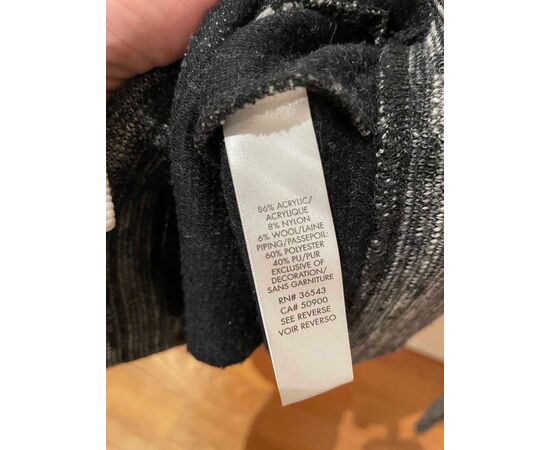 86% ACRYLIC/
ACRYLIQUE
8% NYLON
6% WOOL/LAINE
PIPING/PASSEPOIL:
60% POLYESTER
40% PU/PUR
EXCLUSIVE OF
DECORATION/
SANS GARNITURE
RN# 36543
CA# 50900
SEE REVERSE
VOIR REVERSO